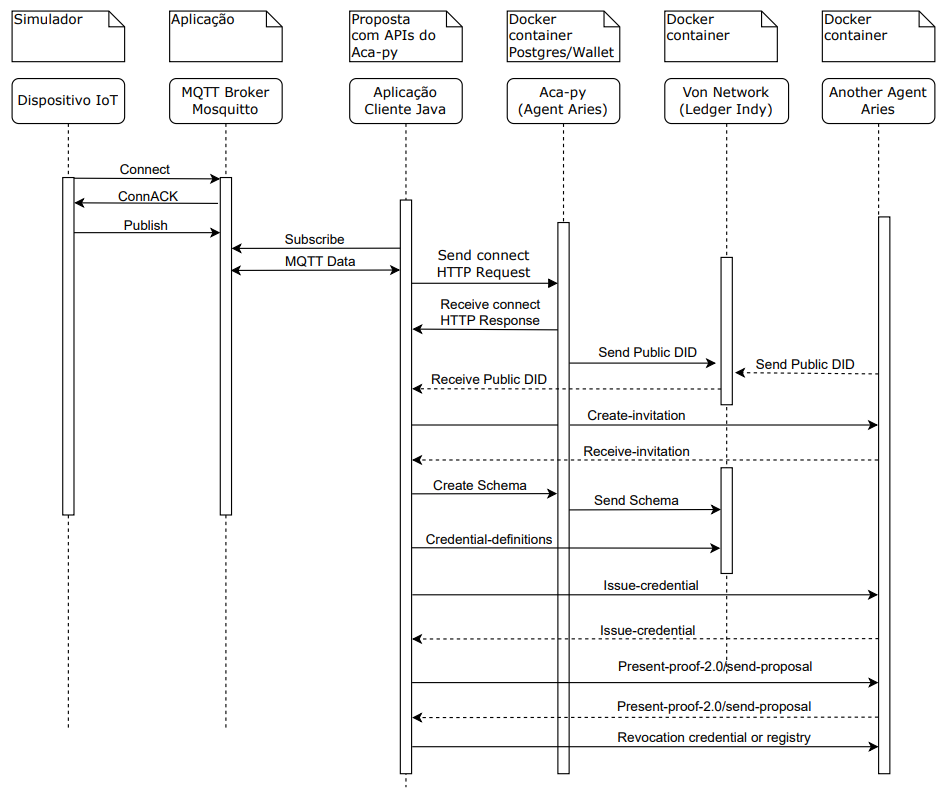 Simulador
Aplicação
Proposta
com APIs do
Aca-py
Docker
container
Postgres/Wallet
Docker
container
Docker
container
Dispositivo IoT
MQTT Broker
Mosquitto
Aplicação
Cliente Java
Aca-py
(Agent Aries)
Von Network
(Ledger Indy)
Another Agent
Aries
Connect
ConnACK
Publish
Subscribe
MQTT Data
Send connect
HTTP Request
Receive connect
HTTP Response
Send Public DID
Send Public DID
Receive Public DID
Create-invitation
Receive-invitation
Create Schema
Send Schema
Credential-definitions
Issue-credential
Issue-credential
Present-proof-2.0/send-proposal
Present-proof-2.0/send-proposal
Revocation credential or registry